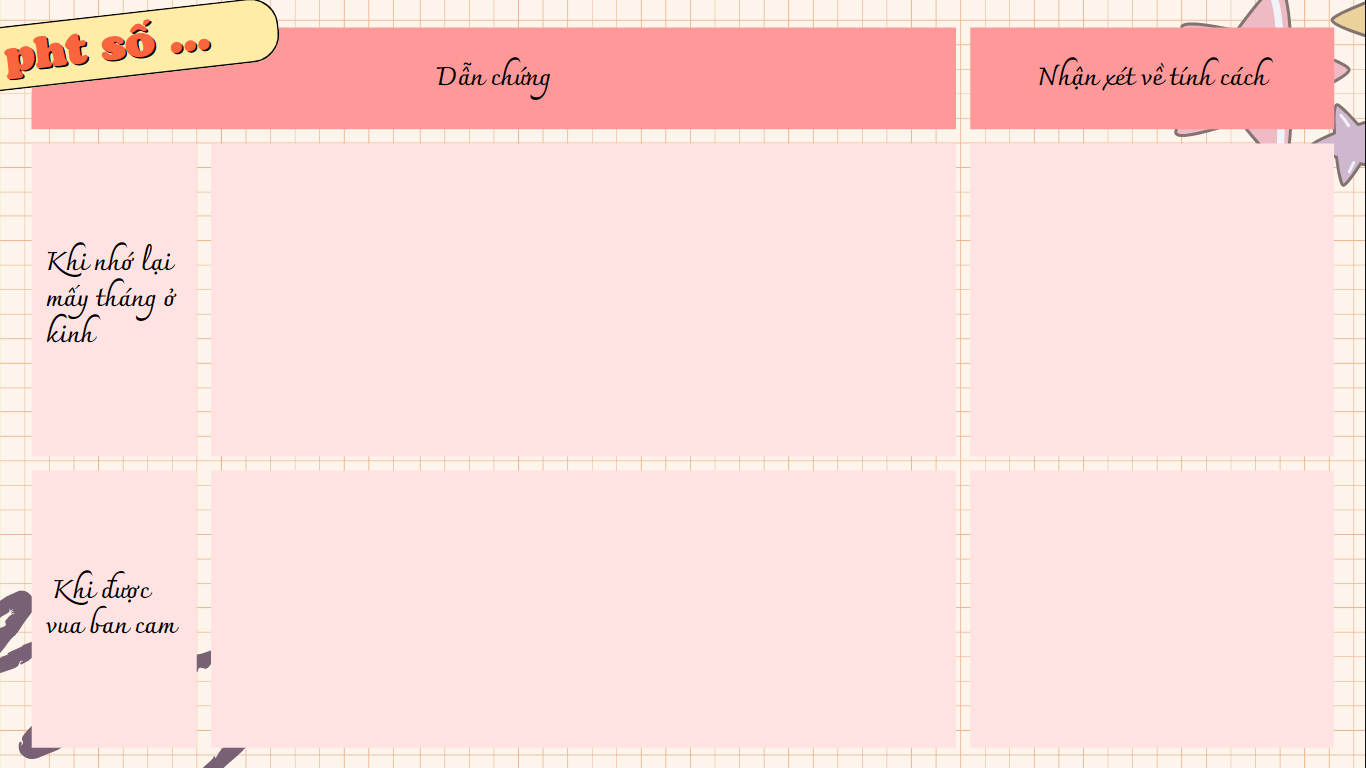 pht số ...
Dẫn chứng
Nhận xét về tính cách
Khi nhớ lại
mấy tháng ở
kinh
Khi được
vua ban cam